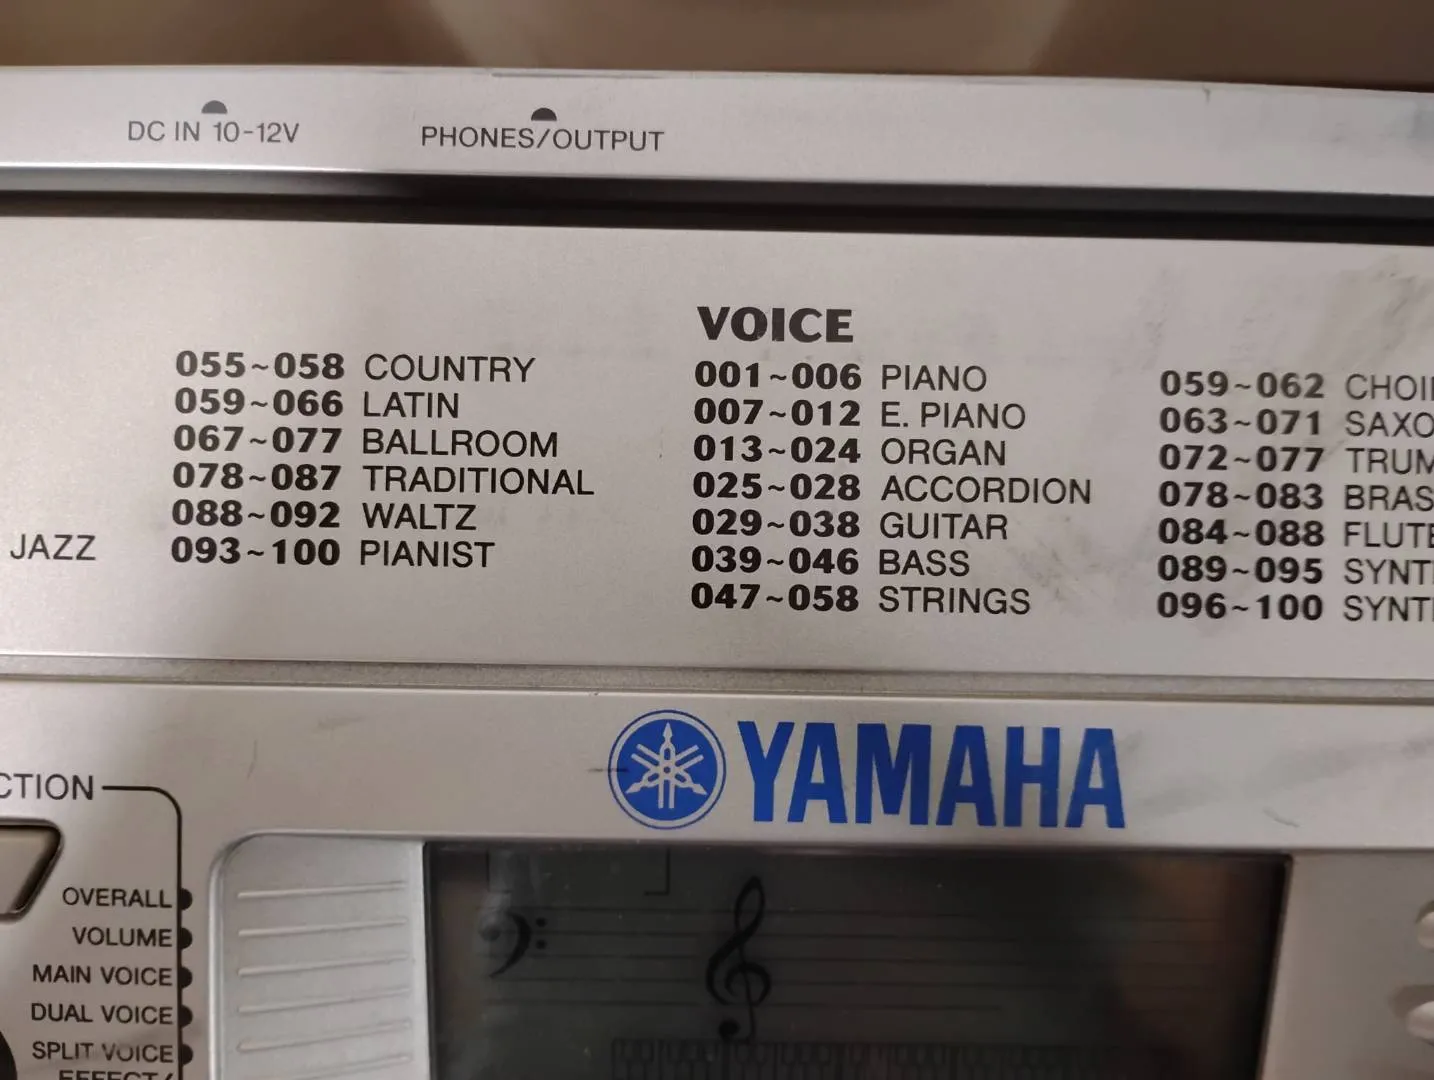 DC IN 10-12V
PHONES/OUTPUT
JAZZ
055~058 COUNTRY
059~066 LATIN
067~077 BALLROOM
078~087 TRADITIONAL
088~092 WALTZ
093~100 PIANIST
VOICE
001~006 PIANO
007~012 E. PIANO
013~024 ORGAN
025~028 ACCORDION
029~038 GUITAR
039~046 BASS
047~058 STRINGS
059~062
063~071
072~077
078~083
084~088
089~095
096~100
YAMAHA
OVERALL
VOLUME
MAIN VOICE
DUAL VOICE
SPLIT VOICE